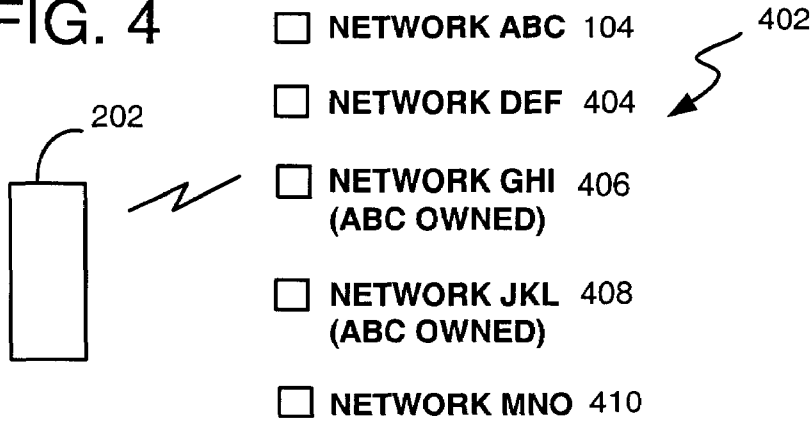 FIG. 4
NETWORK ABC 104
402
NETWORK DEF 404
202
NETWORK GHI 406
(ABC OWNED)
NETWORK JKL 408
(ABC OWNED)
NETWORK MNO 410